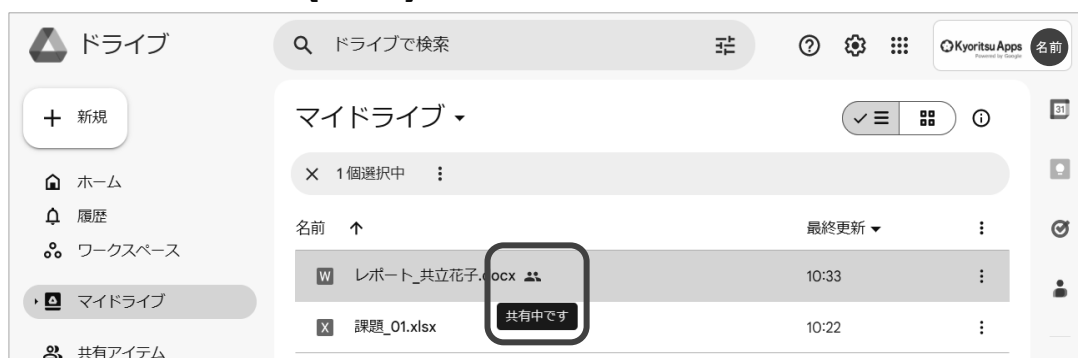 ドライブ
ドライブで検索
Kyoritsu Apps
Powered by Google
名前
新規
ホーム
履歴
ワークスペース
マイドライブ
共有アイテム
マイドライブ
1個選択中
名前
最終更新
W レポート_共立花子.docx
10:33
共有中です
X 課題_01.xlsx
10:22
31